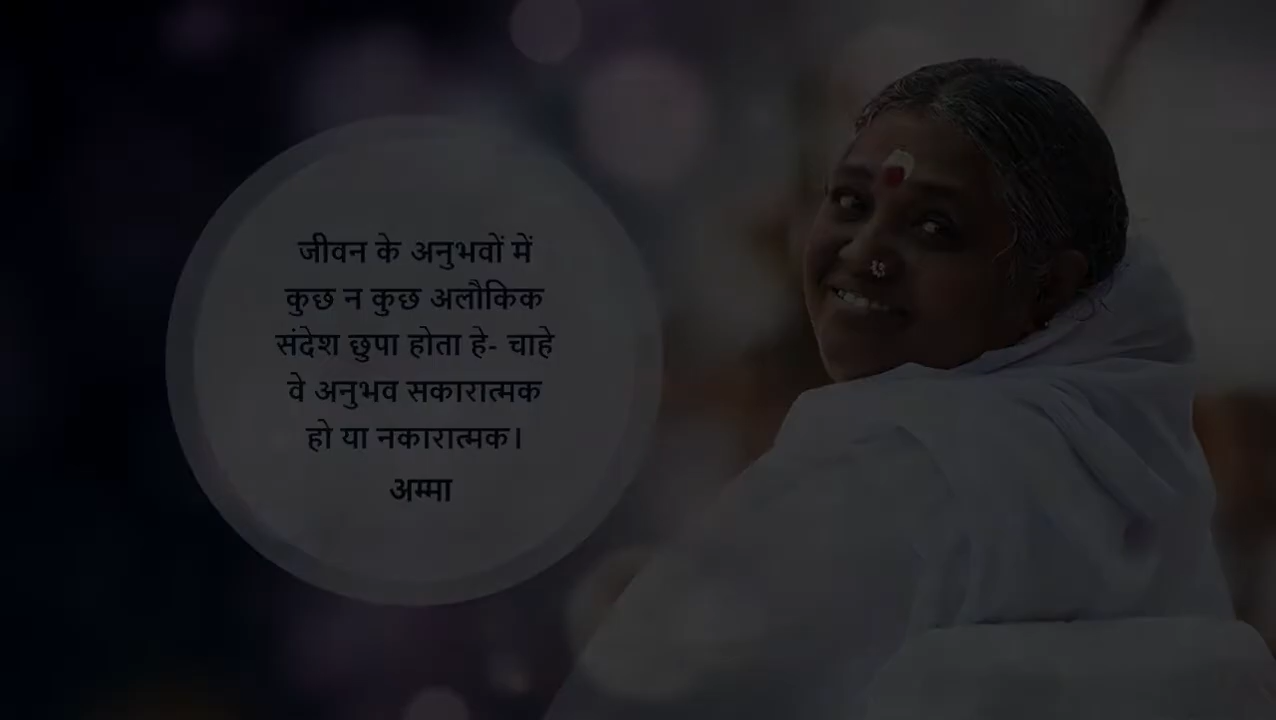 जीवन के अनुभवों में
कुछ न कुछ अलौकिक
संदेश छुपा होता हे- चाहे
वे अनुभव सकारात्मक
हो या नकारात्मक।
अम्मा